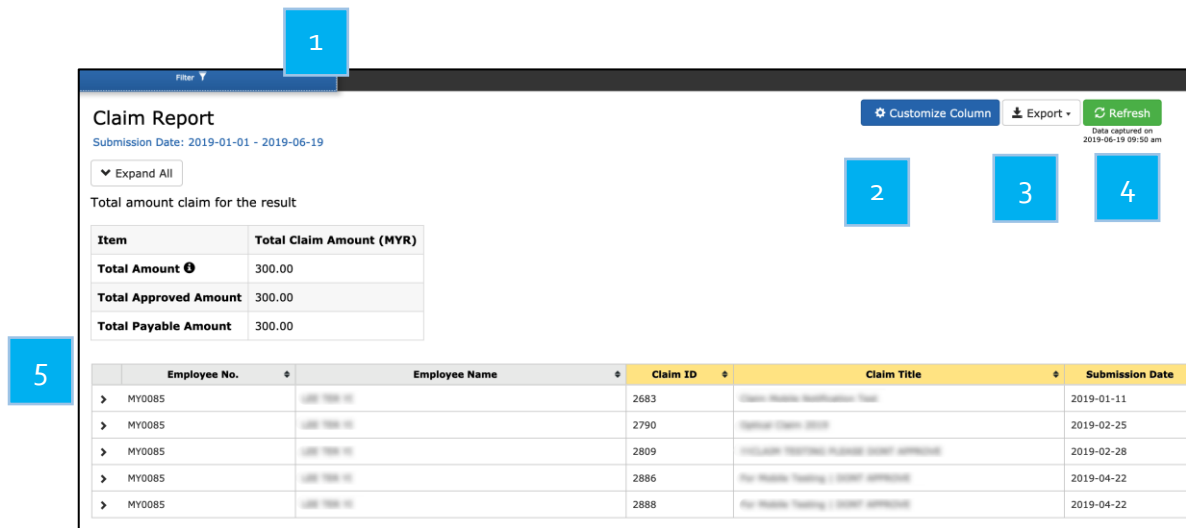 1
Filter
Claim Report
Customize Column
Export
Refresh
Submission Date: 2019-01-01 - 2019-06-19
Data captured on
2019-06-19 09:50 am
Expand All
2
3
4
Total amount claim for the result
Item Total Claim Amount (MYR)
Total Amount 300.00
Total Approved Amount 300.00
Total Payable Amount 300.00
5
Employee No. Employee Name Claim ID Claim Title Submission Date
MY0085 2683 2019-01-11
MY0085 2790 2019-02-25
MY0085 2809 2019-02-28
MY0085 2886 2019-04-22
MY0085 2888 2019-04-22